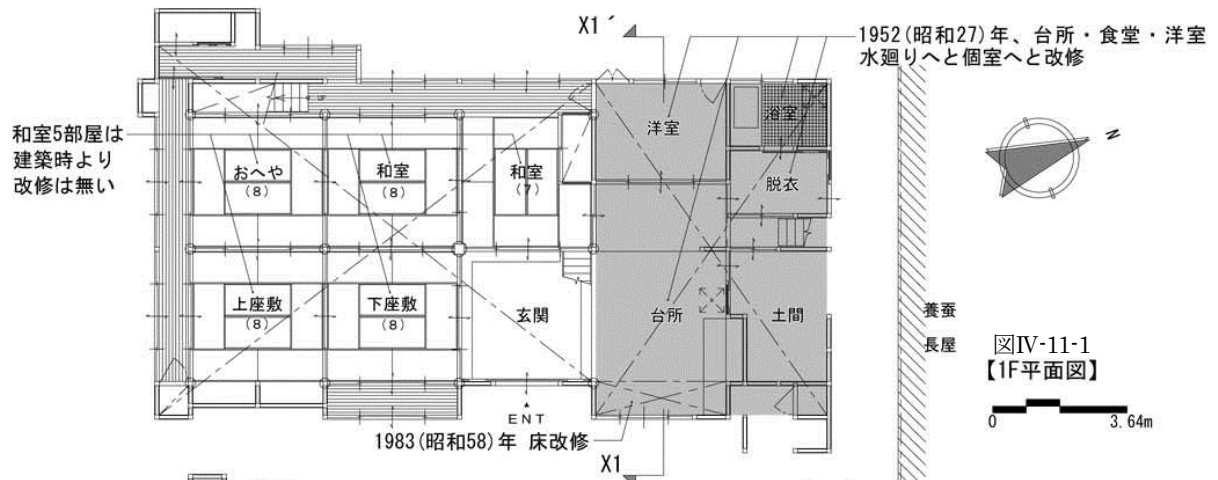 X1´
1952(昭和27)年、台所・食堂・洋室
水廻りへと個室へと改修
和室5部屋は
建築時より
改修は無い
おへや
(8)
和室
(8)
和室
(7)
洋室
浴室
脱衣
N
UP
上座敷
(8)
下座敷
(8)
玄関
台所
土間
養蚕
長屋
図Ⅳ-11-1
【1F平面図】
0 3.64m
ENT
1983(昭和58)年 床改修
X1